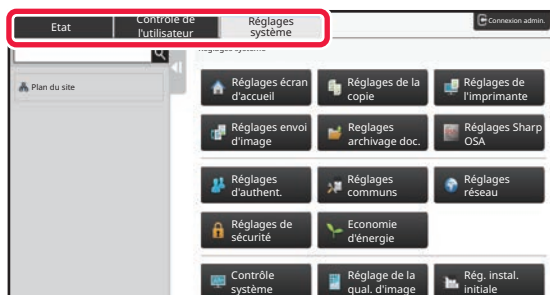 Etat
Contrôle de
l'utilisateur
Réglages
système
Connexion admin.
Réglages système
Plan du site
Réglages écran
d'accueil
Réglages de la
copie
Réglages de
l'imprimante
Réglages envoi
d'image
Reglages
archivage doc.
Réglages Sharp
OSA
Réglages
d'authent.
Réglages
communs
Réglages
réseau
Réglages de
sécurité
Economie
d'énergie
Contrôle
système
Réglage de la
qual. d'image
Rég. instal.
initiale